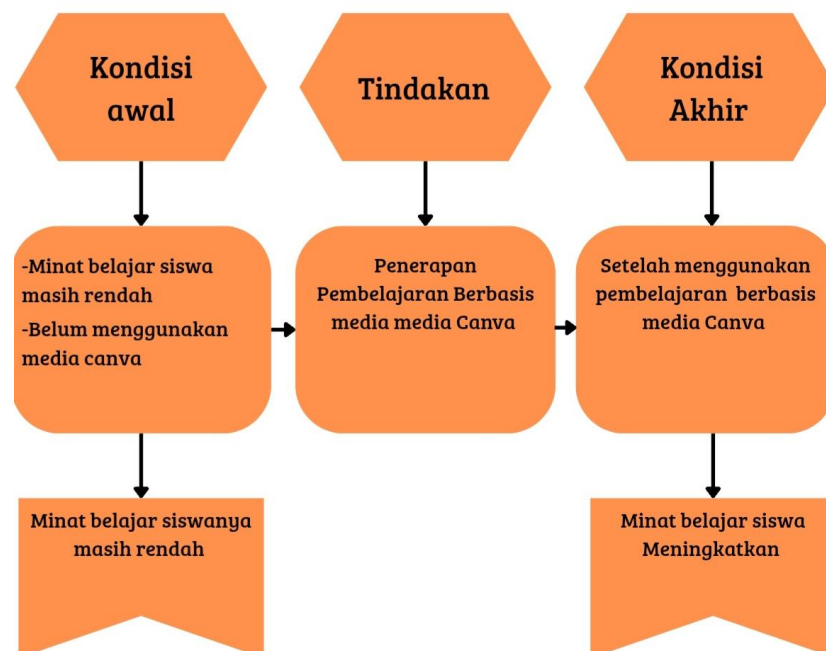 Kondisi
awal
Tindakan
Kondisi
Akhir
-Minat belajar siswa
masih rendah
-Belum menggunakan
media canva
Penerapan
Pembelajaran Berbasis
media media Canva
Setelah menggunakan
pembelajaran berbasis
media Canva
Minat belajar siswanya
masih rendah
Minat belajar siswa
Meningkatkan